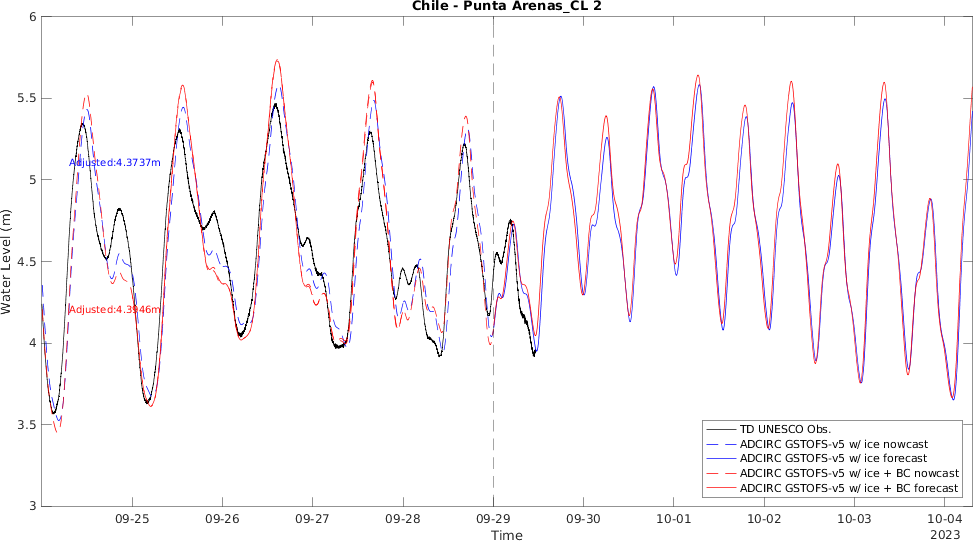 Chile - Punta Arenas_CL 2
6
5.5
5
4.5
4
3.5
3
Water Level (m)
Adjusted:4.3737m
Adjusted:4.3946m
TD UNESCO Obs.
ADCIRC GSTOFS-v5 w/ ice nowcast
ADCIRC GSTOFS-v5 w/ ice forecast
ADCIRC GSTOFS-v5 w/ ice + BC nowcast
ADCIRC GSTOFS-v5 w/ ice + BC forecast
09-25
09-26
09-27
09-28
09-29
09-30
10-01
10-02
10-03
10-04
2023
Time